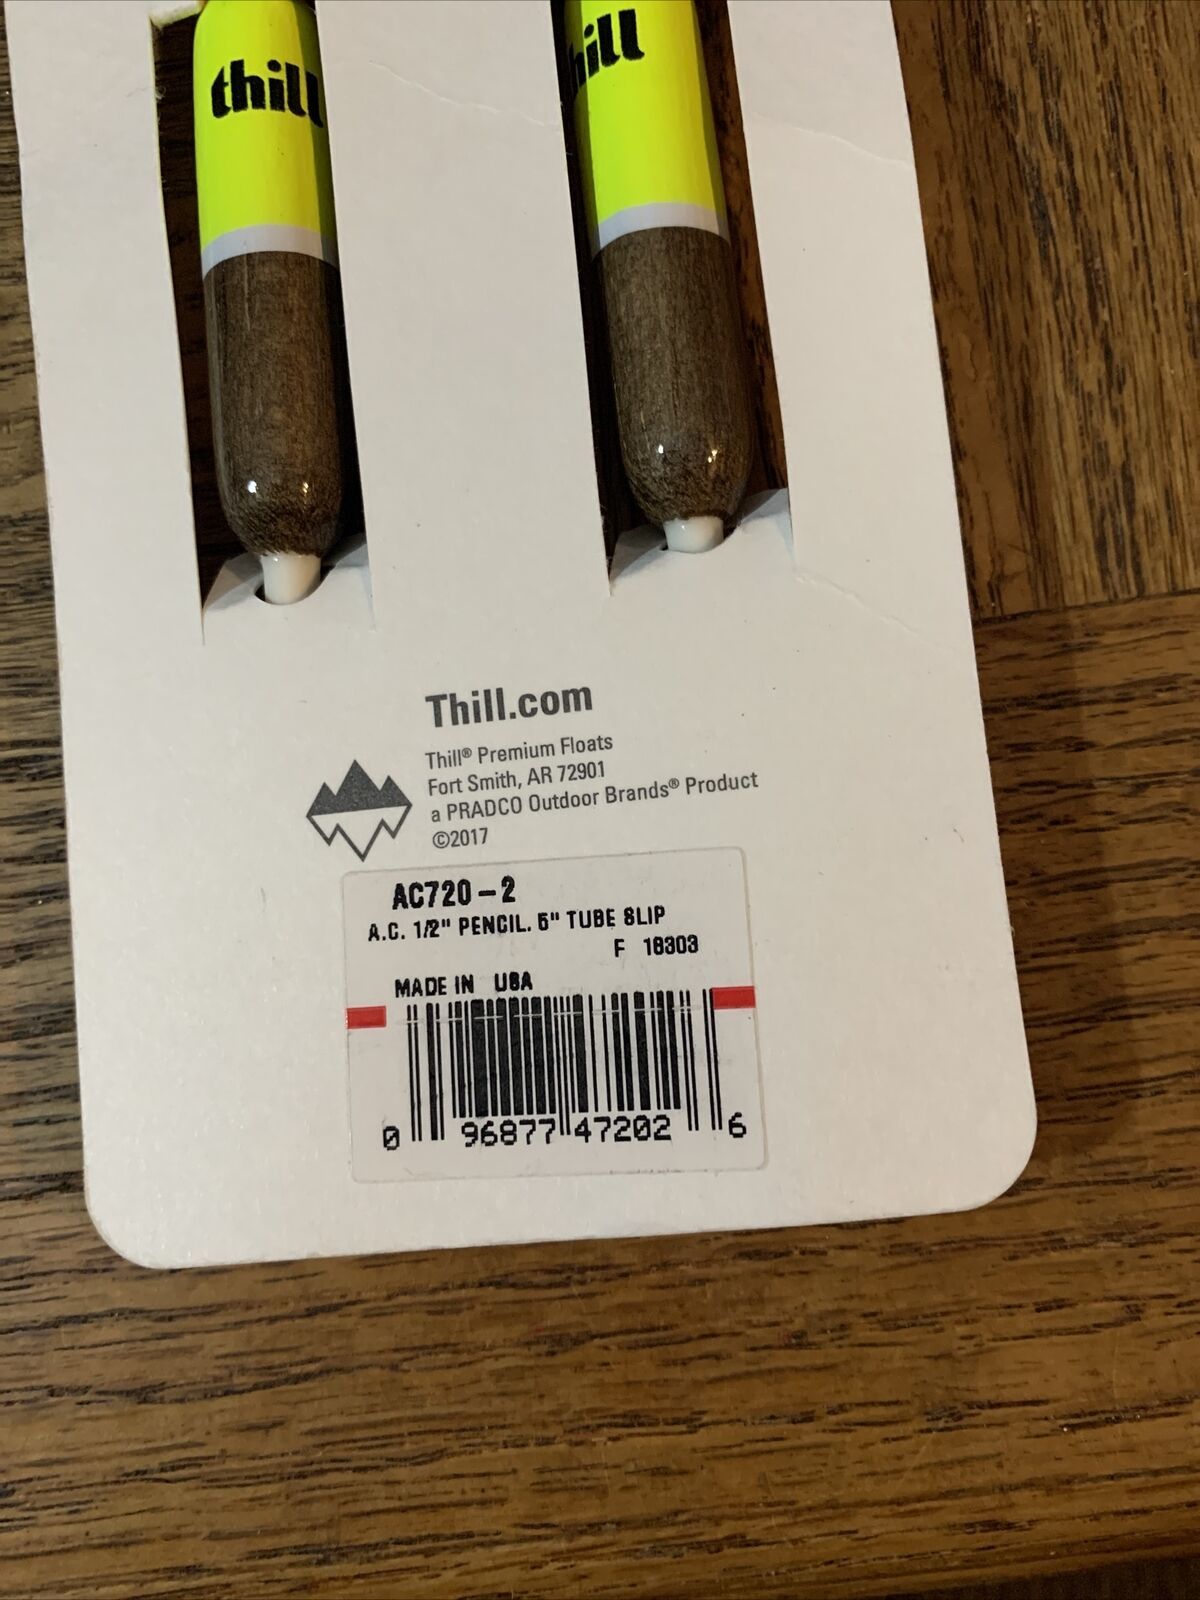 thill
hill
Thill.com
Thill® Premium Floats
Fort Smith, AR 72901
a PRADCO Outdoor Brands® Product
©2017
AC720-2
A.C. 1/2" PENCIL. 5" TUBE SLIP
F 18303
MADE IN USA
0 96877 47202 6